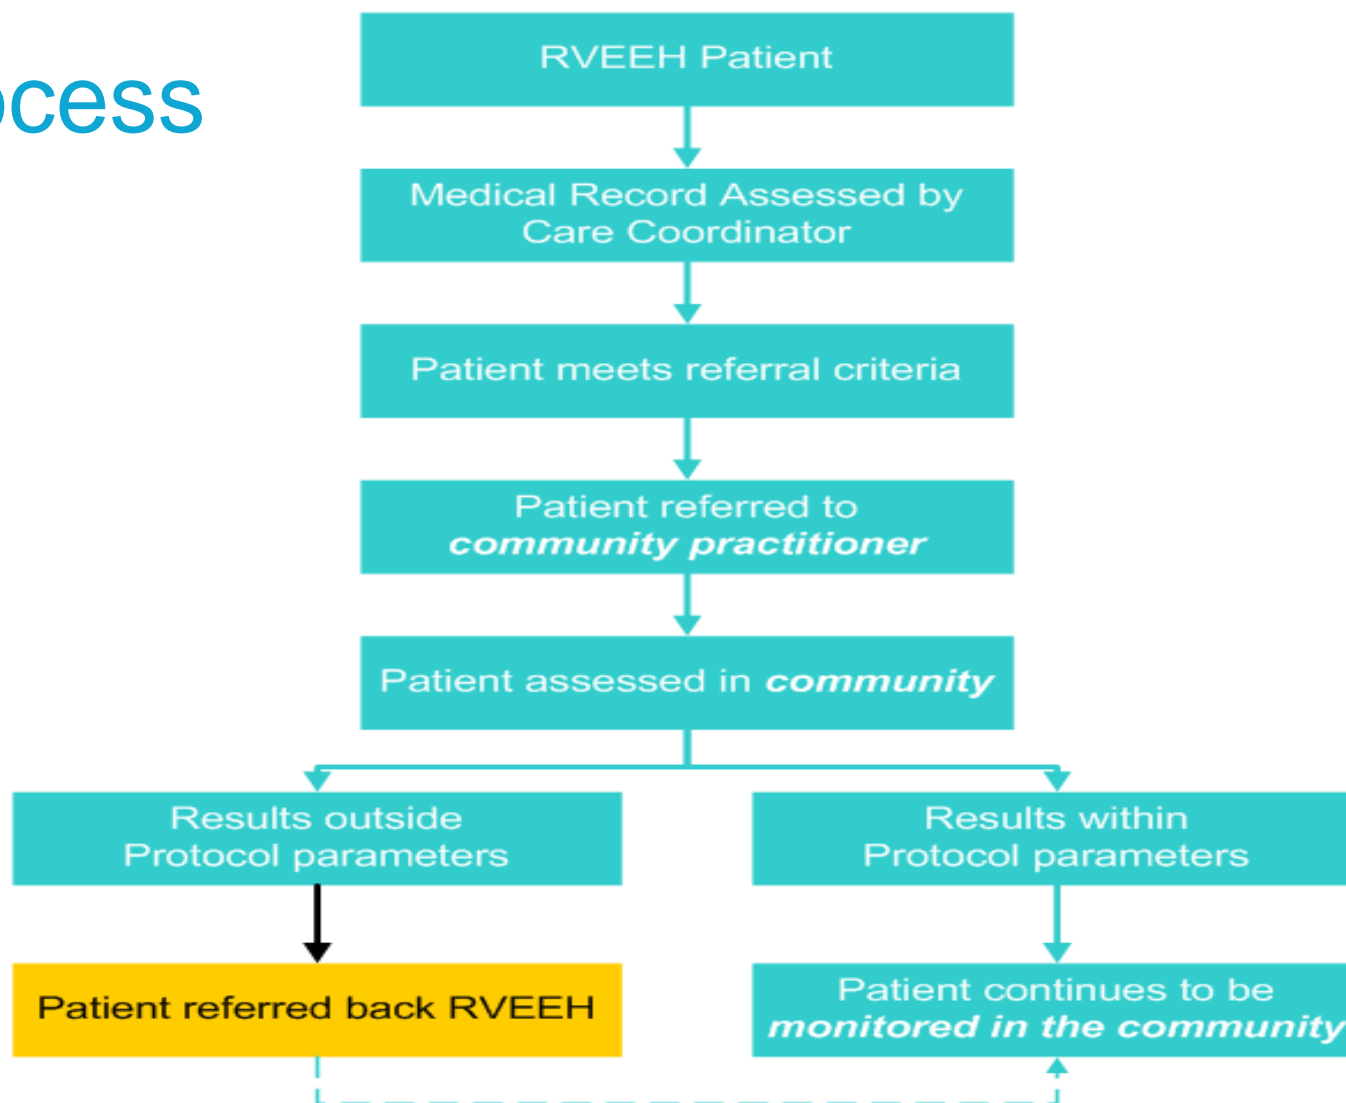 ocess
RVEEH Patient
Medical Record Assessed by
Care Coordinator
Patient meets referral criteria
Patient referred to
community practitioner
Patient assessed in community
Results outside
Protocol parameters
Results within
Protocol parameters
Patient referred back RVEEH
Patient continues to be
monitored in the community